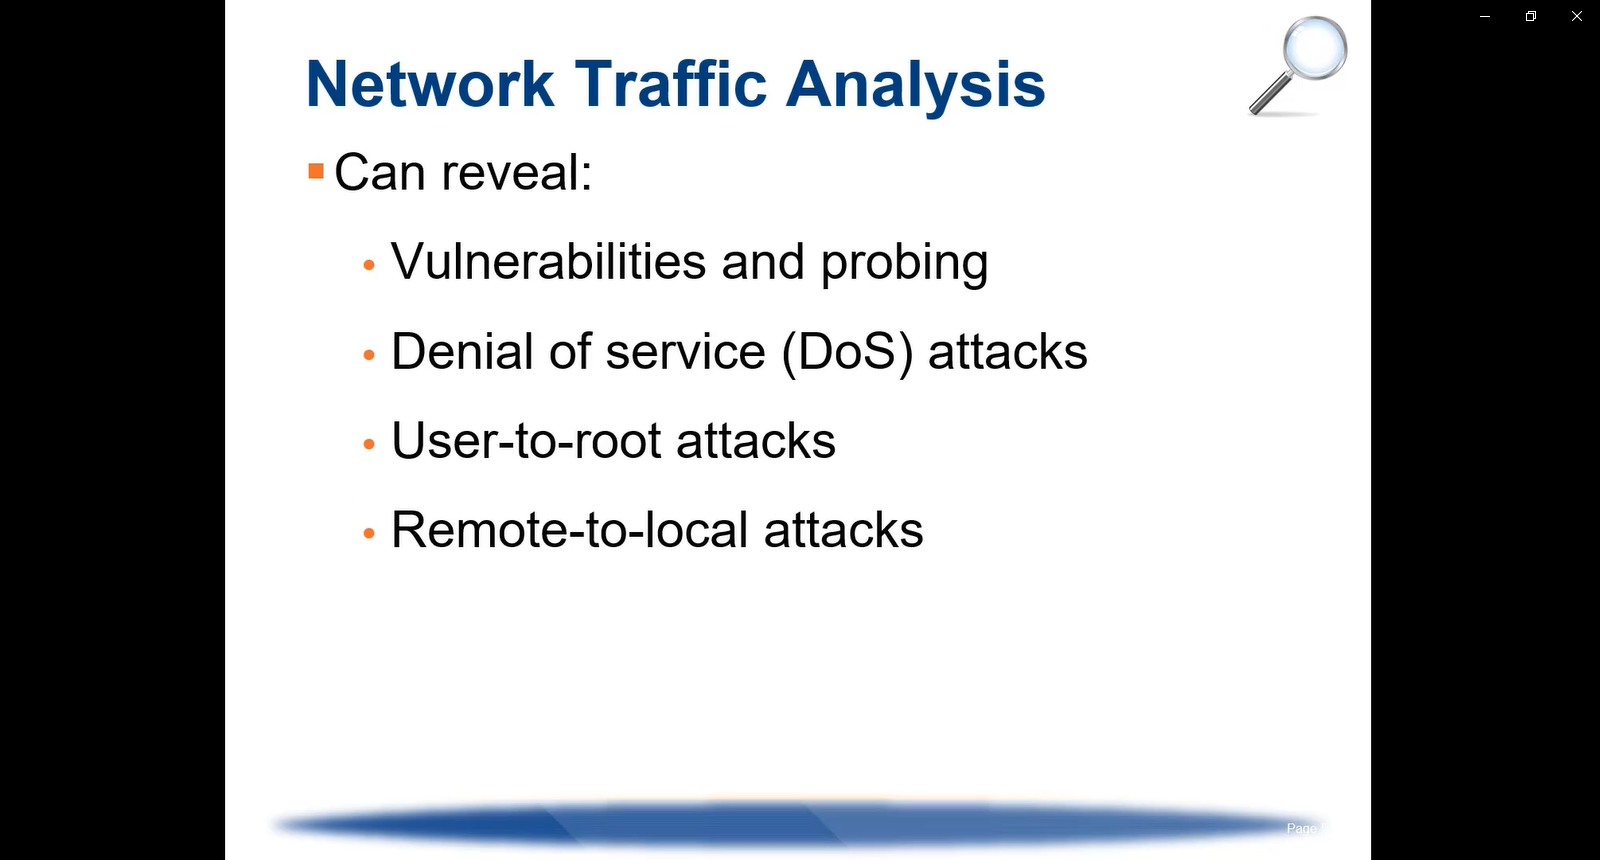 Network Traffic Analysis
Can reveal:
Vulnerabilities and probing
Denial of service (DoS) attacks
User-to-root attacks
Remote-to-local attacks
Page